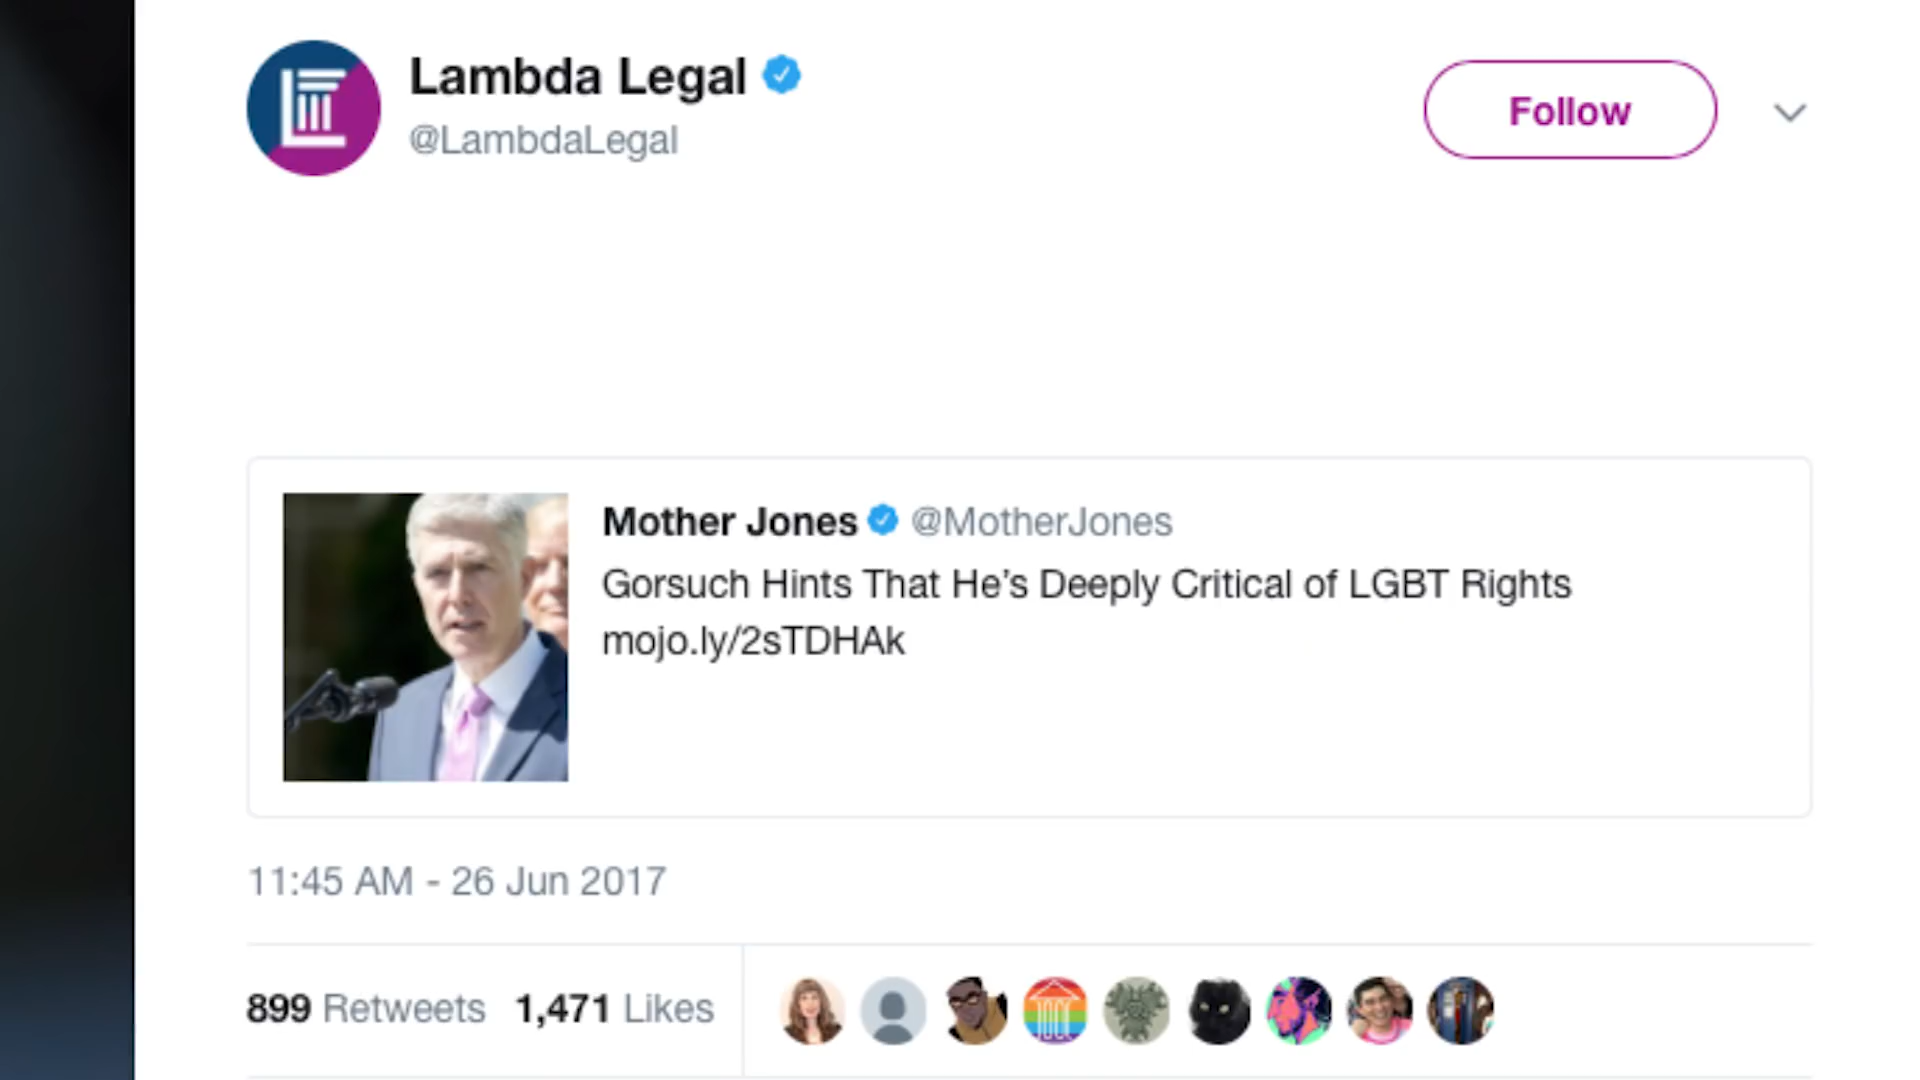 Lambda Legal
@LambdaLegal
Follow
Mother Jones @MotherJones
Gorsuch Hints That He’s Deeply Critical of LGBT Rights
mojo.ly/2sTDHAk
11:45 AM - 26 Jun 2017
899 Retweets 1,471 Likes